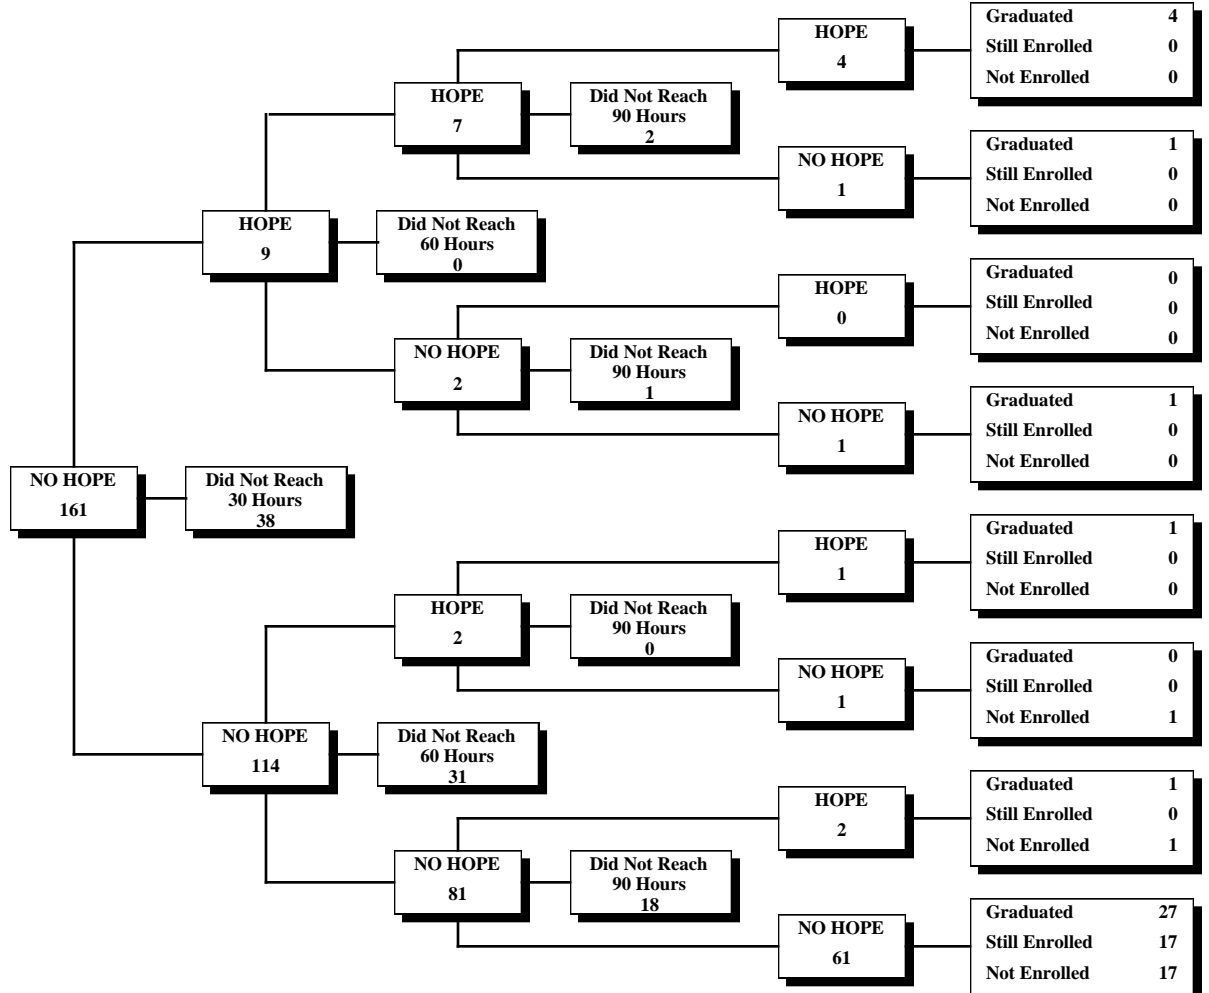 HOPE
4
Graduated 4
Still Enrolled 0
Not Enrolled 0
HOPE
7
Did Not Reach
90 Hours
2
NO HOPE
1
Graduated 1
Still Enrolled 0
Not Enrolled 0
HOPE
9
Did Not Reach
60 Hours
0
HOPE
0
Graduated 0
Still Enrolled 0
Not Enrolled 0
NO HOPE
2
Did Not Reach
90 Hours
1
NO HOPE
1
Graduated 1
Still Enrolled 0
Not Enrolled 0
NO HOPE
161
Did Not Reach
30 Hours
38
HOPE
1
Graduated 1
Still Enrolled 0
Not Enrolled 0
HOPE
2
Did Not Reach
90 Hours
0
NO HOPE
1
Graduated 0
Still Enrolled 0
Not Enrolled 1
NO HOPE
114
Did Not Reach
60 Hours
31
HOPE
2
Graduated 1
Still Enrolled 0
Not Enrolled 1
NO HOPE
81
Did Not Reach
90 Hours
18
NO HOPE
61
Graduated 27
Still Enrolled 17
Not Enrolled 17